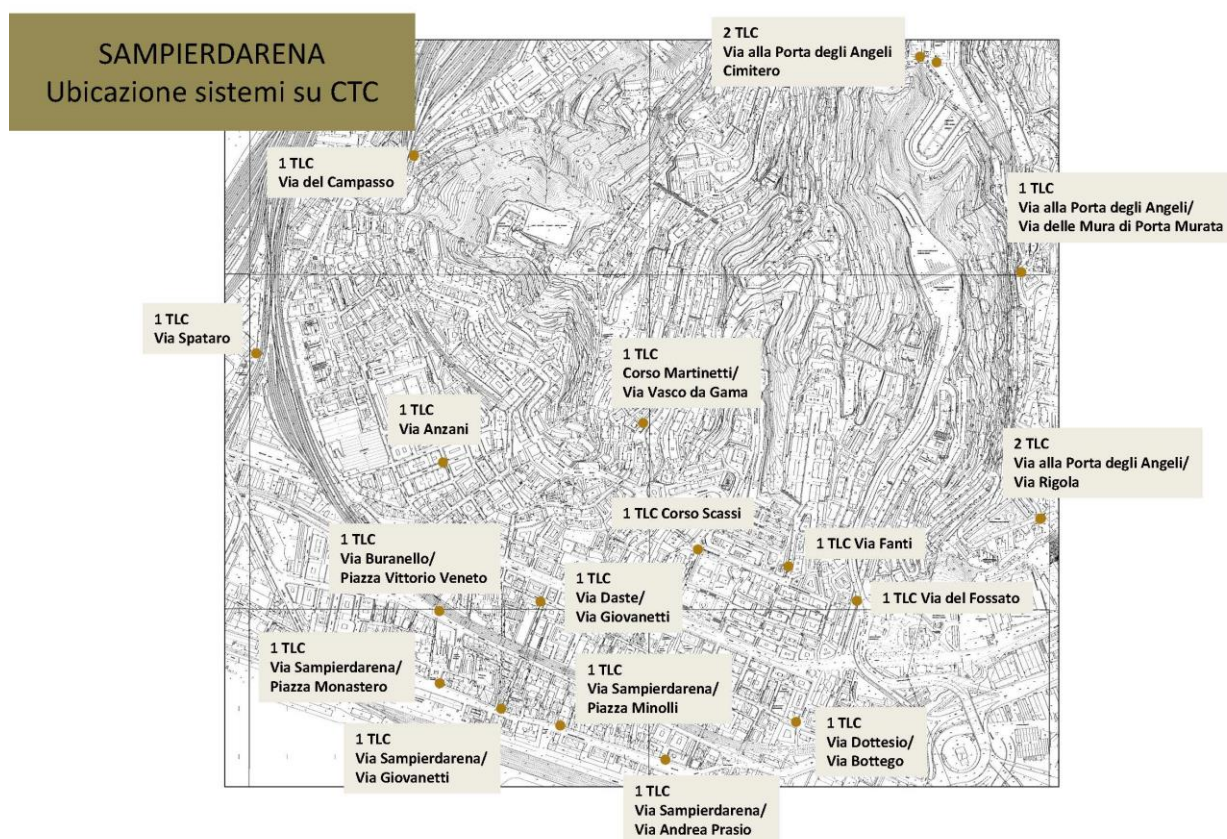 SAMPIERDARENA
Ubicazione sistemi su CTC
2 TLC
Via alla Porta degli Angeli
Cimitero
1 TLC
Via del Campasso
1 TLC
Via alla Porta degli Angeli/
Via delle Mura di Porta Murata
1 TLC
Via Spataro
1 TLC
Corso Martinetti/
Via Vasco da Gama
1 TLC
Via Anzani
2 TLC
Via alla Porta degli Angeli/
Via Rigola
1 TLC Corso Scassi
1 TLC
Via Buranello/
Piazza Vittorio Veneto
1 TLC Via Fanti
1 TLC
Via Daste/
Via Giovanetti
1 TLC Via del Fossato
1 TLC
Via Sampierdarena/
Piazza Monastero
1 TLC
Via Sampierdarena/
Piazza Minolli
1 TLC
Via Dottesio/
Via Bottego
1 TLC
Via Sampierdarena/
Via Giovanetti
1 TLC
Via Sampierdarena/
Via Andrea Prasio